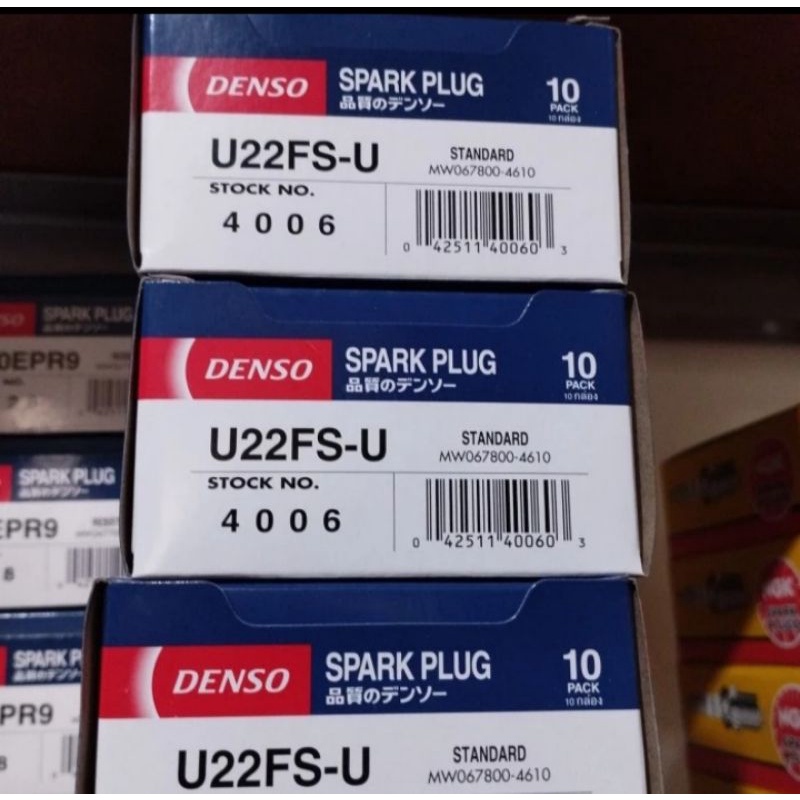 DENSO
SPARK PLUG
品質のデンソー
10
PACK
10 กล่อง
U22FS-U
STANDARD
MW067800-4610
STOCK NO.
4006
0 42511 40060 3
DENSO
SPARK PLUG
品質のデンソー
10
PACK
10 กล่อง
U22FS-U
STANDARD
MW067800-4610
STOCK NO.
4006
0 42511 40060 3
DENSO
SPARK PLUG
品質のデンソー
10
PACK
10 กล่อง
U22FS-U
STANDARD
MW067800-4610
SPARK PLUG
品質のデンソー
0EPR9
SPARK PLUG
品質のデンソー
EPR9
8
SPARK P
品質のデン
PR9
8
NGK